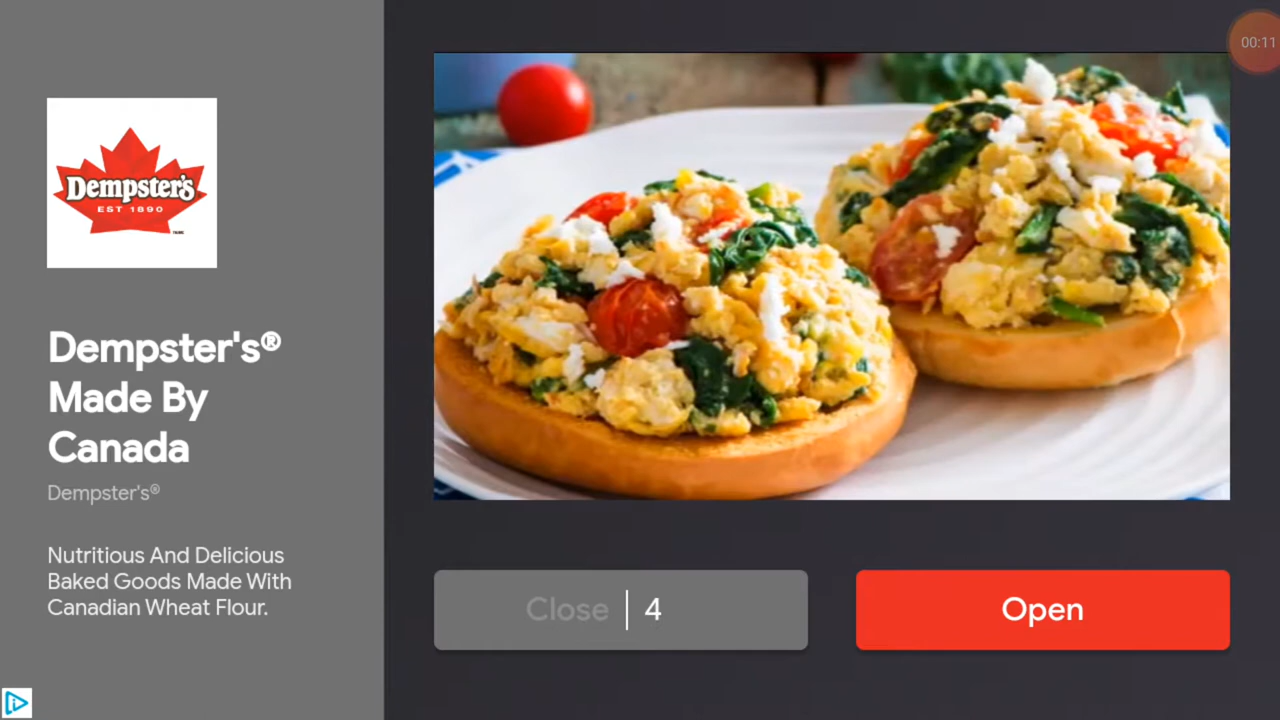 Dempster's
EST 1890
Dempster's®
Made By
Canada
Dempster's®
Nutritious And Delicious
Baked Goods Made With
Canadian Wheat Flour.
Close | 4
Open
00:11